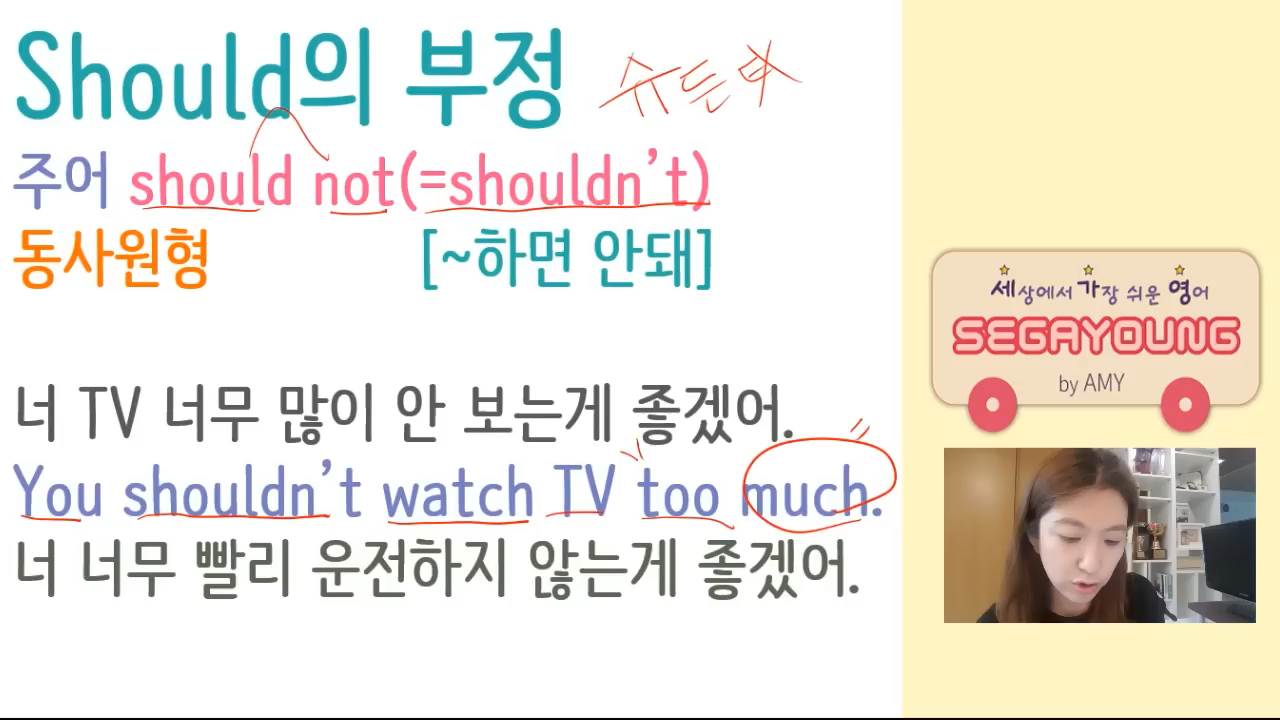 Should의 부정
슈든트
주어 should not(=shouldn't)
동사원형 [~하면 안돼]
너 TV 너무 많이 안 보는게 좋겠어.
You shouldn't watch TV too much.
너 너무 빨리 운전하지 않는게 좋겠어.
세상에서 가장 쉬운 영어
SEGAYOUNG
by AMY